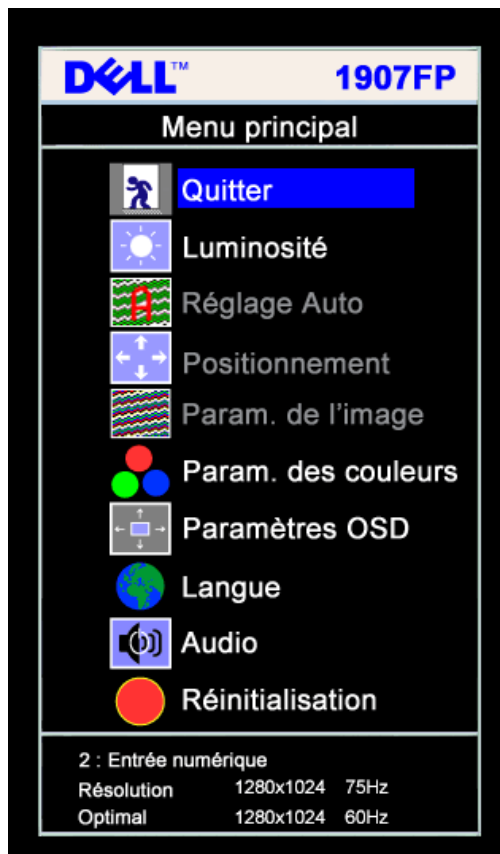 DELL™ 1907FP
Menu principal
Quitter
Luminosité
Réglage Auto
Positionnement
Param. de l'image
Param. des couleurs
Paramètres OSD
Langue
Audio
Réinitialisation
2 : Entrée numérique
Résolution 1280x1024 75Hz
Optimal 1280x1024 60Hz